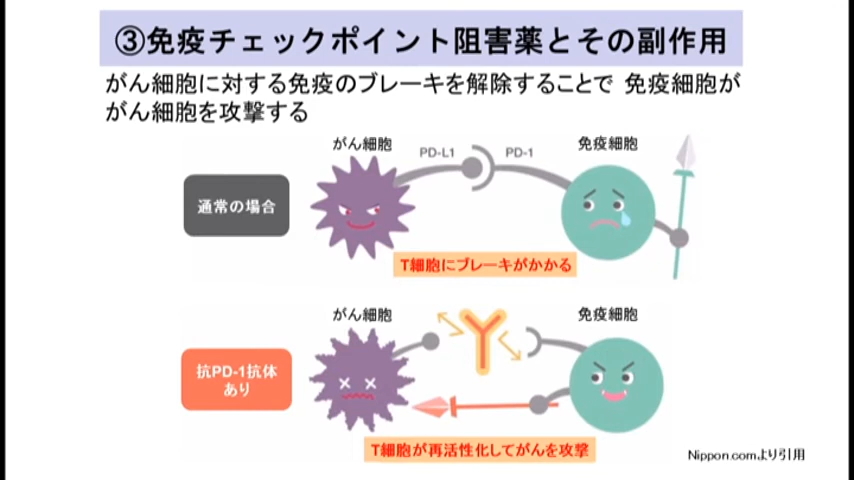 ③免疫チェックポイント阻害薬とその副作用
がん細胞に対する免疫のブレーキを解除することで 免疫細胞が
がん細胞を攻撃する
がん細胞
PD-L1
PD-1
免疫細胞
通常の場合
T細胞にブレーキがかかる
がん細胞
免疫細胞
抗PD-1抗体
あり
T細胞が再活性化してがんを攻撃
Nippon.comより引用